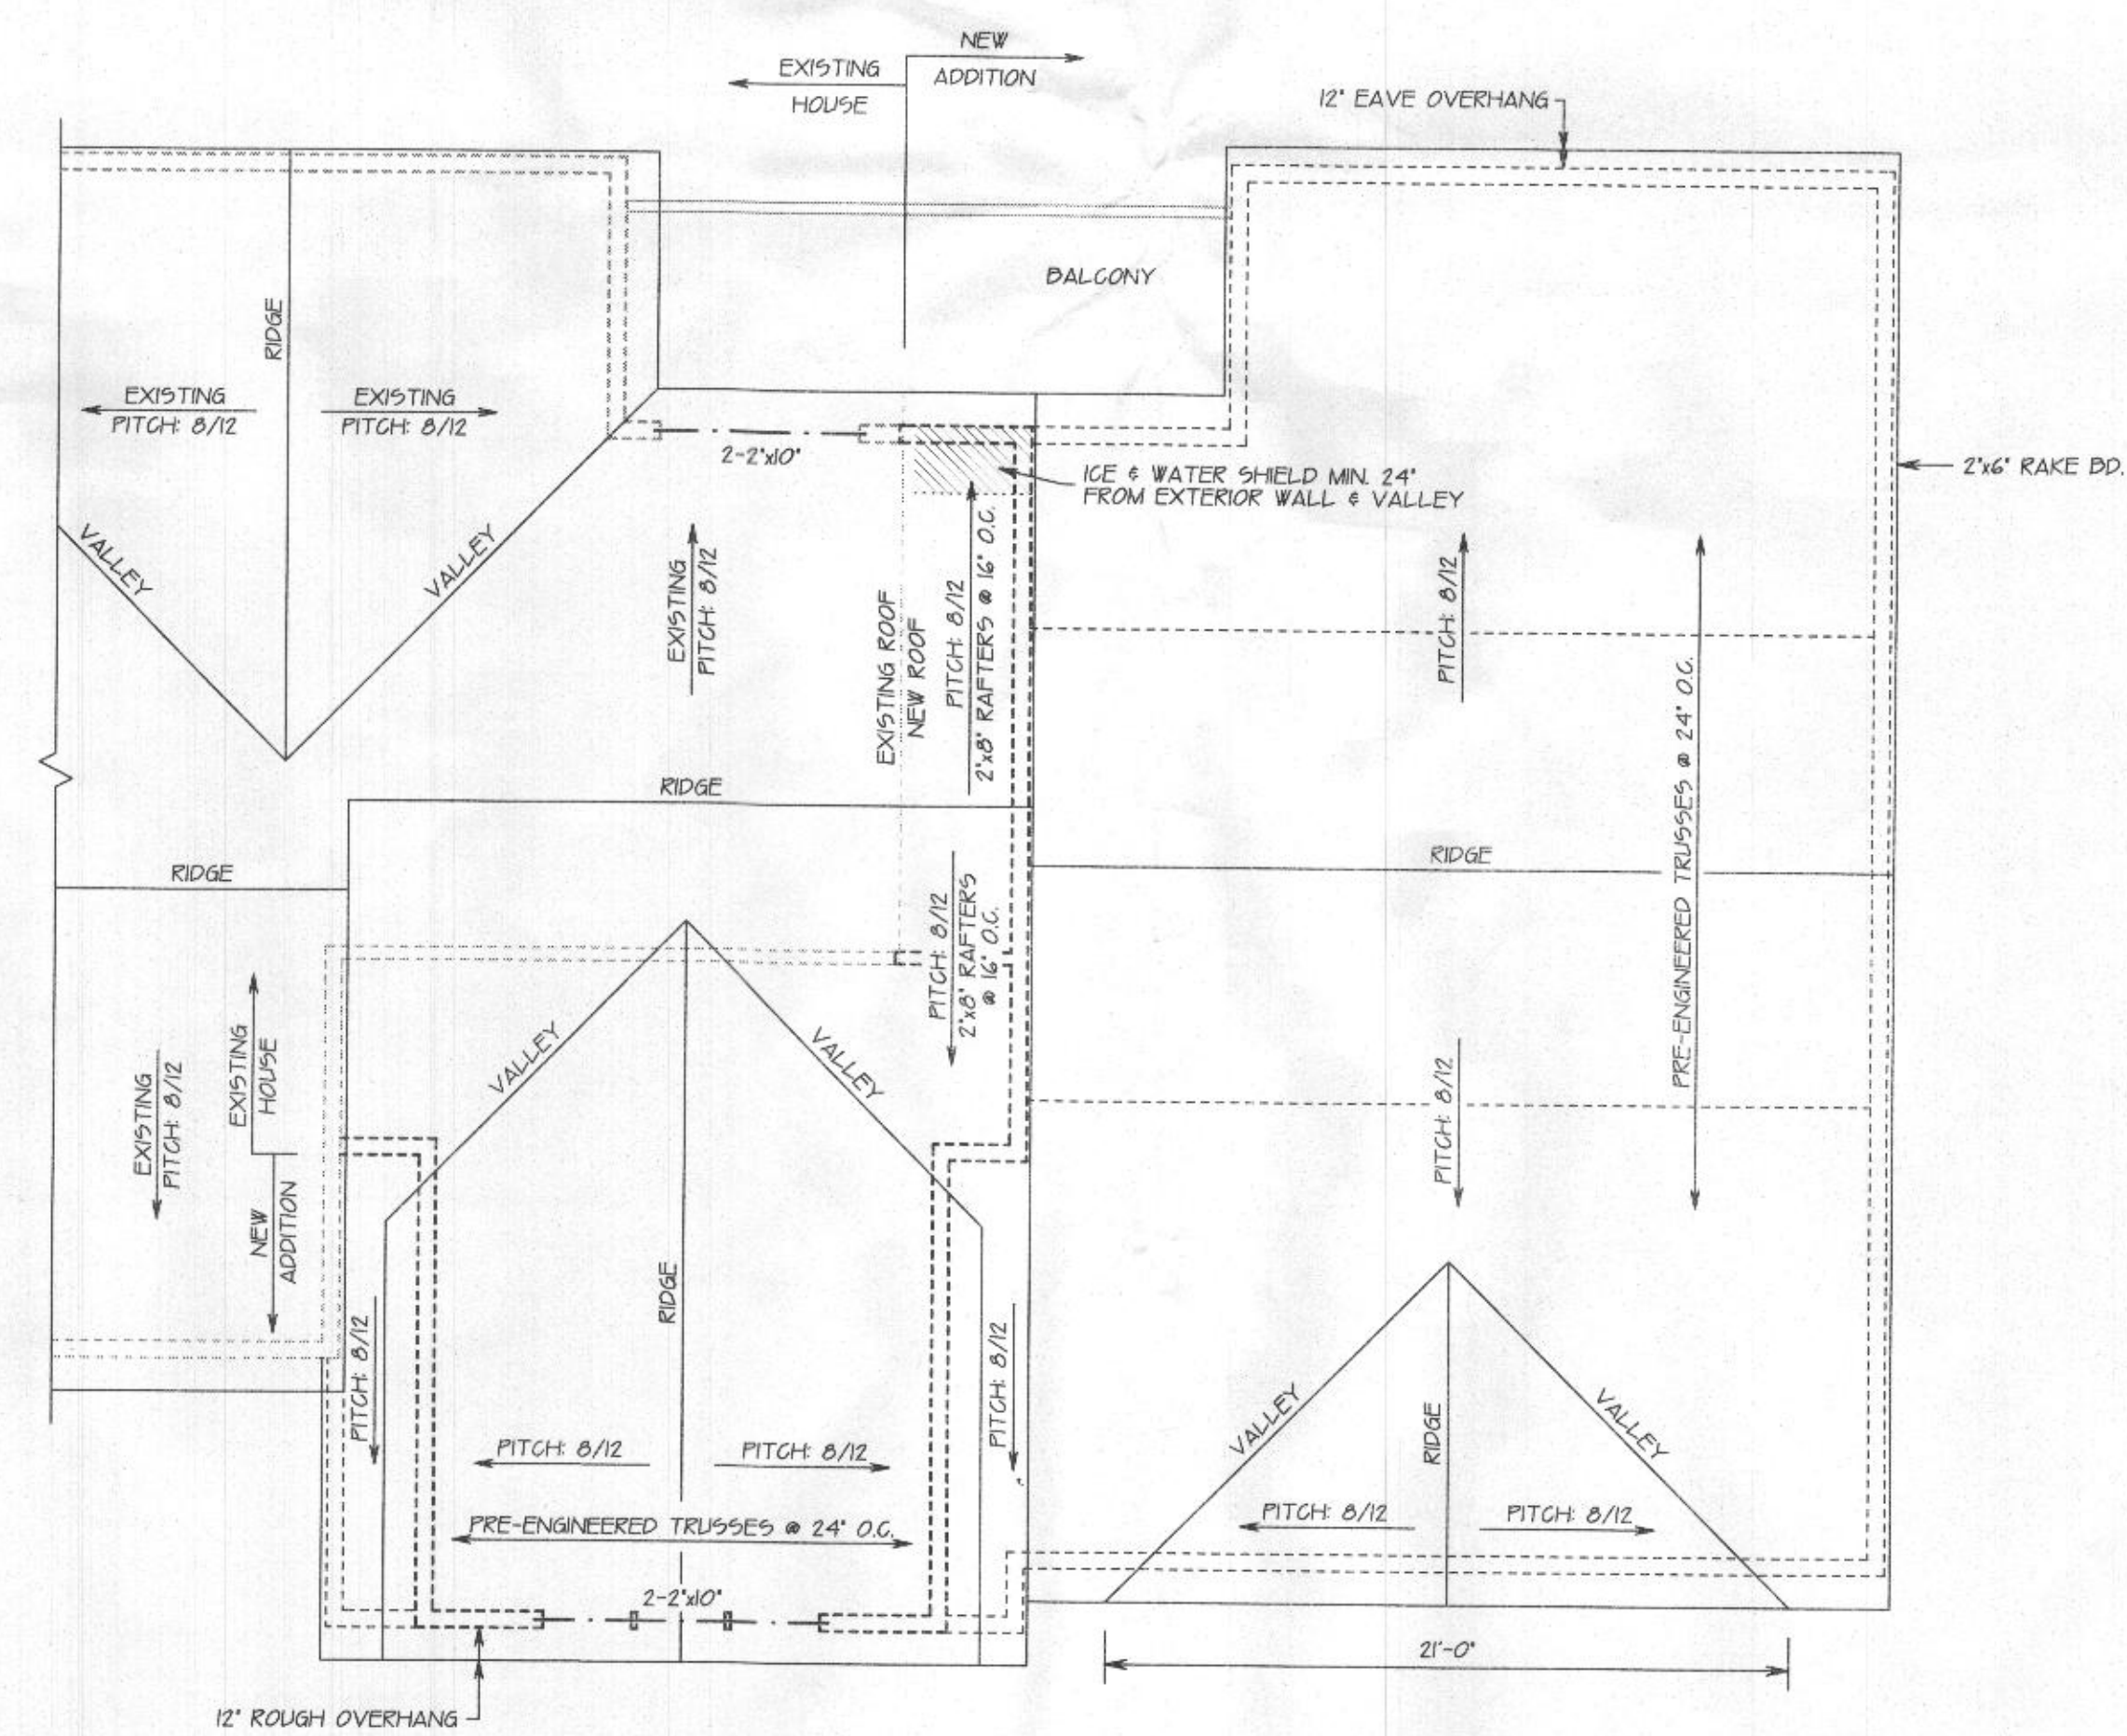 NEW
ADDITION
EXISTING
HOUSE
12" EAVE OVERHANG
BALCONY
RIDGE
EXISTING
PITCH: 8/12
EXISTING
PITCH: 8/12
2-2"x10"
ICE & WATER SHIELD MIN. 24"
FROM EXTERIOR WALL & VALLEY
2"x6" RAKE BD.
VALLEY
VALLEY
EXISTING
PITCH: 8/12
EXISTING ROOF
NEW ROOF
PITCH: 8/12
2"x8" RAFTERS @ 16" O.C.
PITCH: 8/12
PRE-ENGINEERED TRUSSES @ 24" O.C.
RIDGE
RIDGE
RIDGE
PITCH: 8/12
2"x8" RAFTERS
@ 16" O.C.
EXISTING
PITCH: 8/12
EXISTING
HOUSE
NEW
ADDITION
VALLEY
VALLEY
PITCH: 8/12
RIDGE
PITCH: 8/12
PITCH: 8/12
PITCH: 8/12
PITCH: 8/12
PRE-ENGINEERED TRUSSES @ 24" O.C.
2-2"x10"
VALLEY
RIDGE
VALLEY
PITCH: 8/12
PITCH: 8/12
21'-0"
12" ROUGH OVERHANG